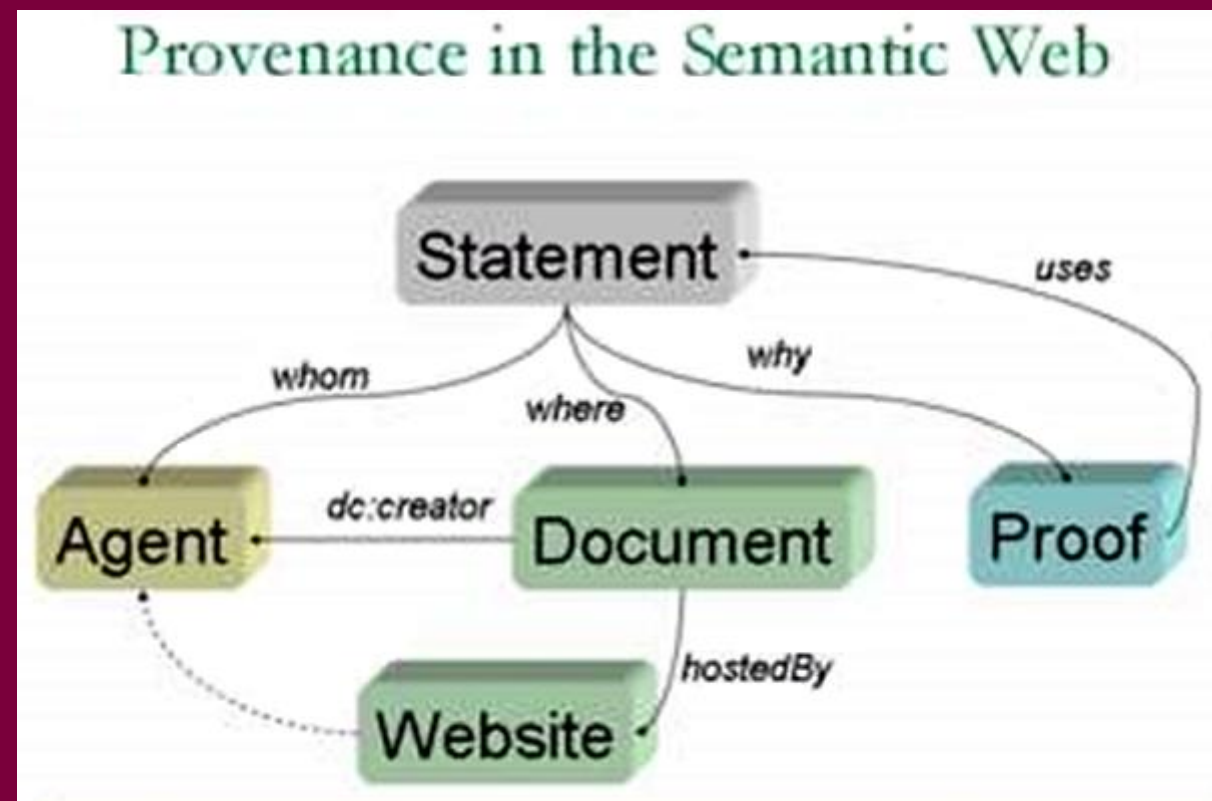 Provenance in the Semantic Web
Statement
uses
whom
why
where
Agent
dc:creator
Document
Proof
hostedBy
Website